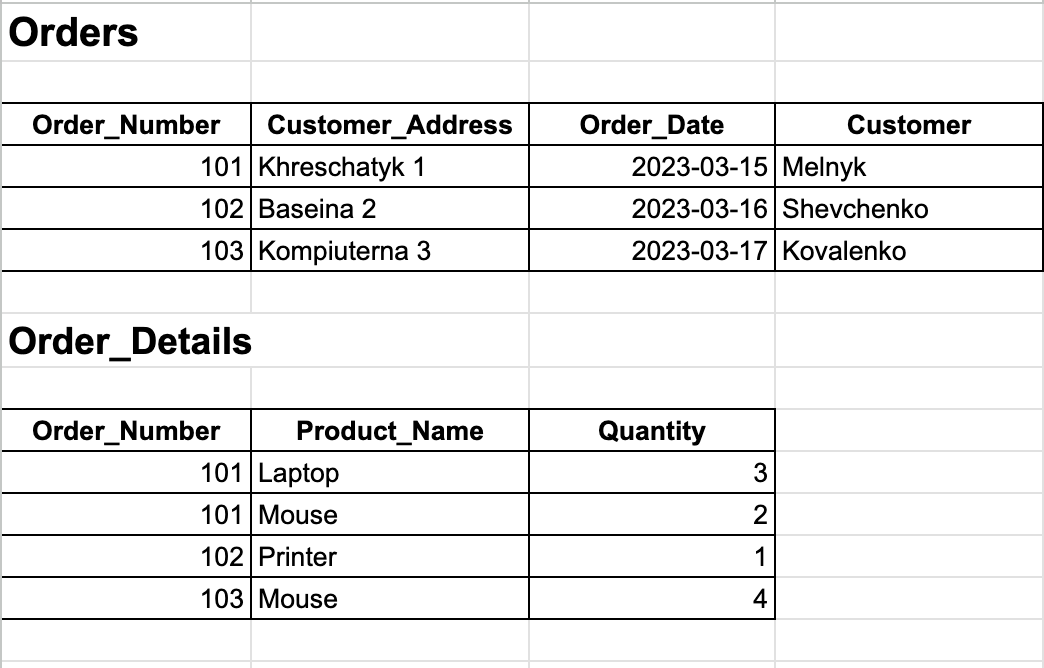 Orders
Order_Number Customer_Address Order_Date Customer
101 Khreschatyk 1 2023-03-15 Melnyk
102 Baseina 2 2023-03-16 Shevchenko
103 Kompiuterna 3 2023-03-17 Kovalenko
Order_Details
Order_Number Product_Name Quantity
101 Laptop 3
101 Mouse 2
102 Printer 1
103 Mouse 4